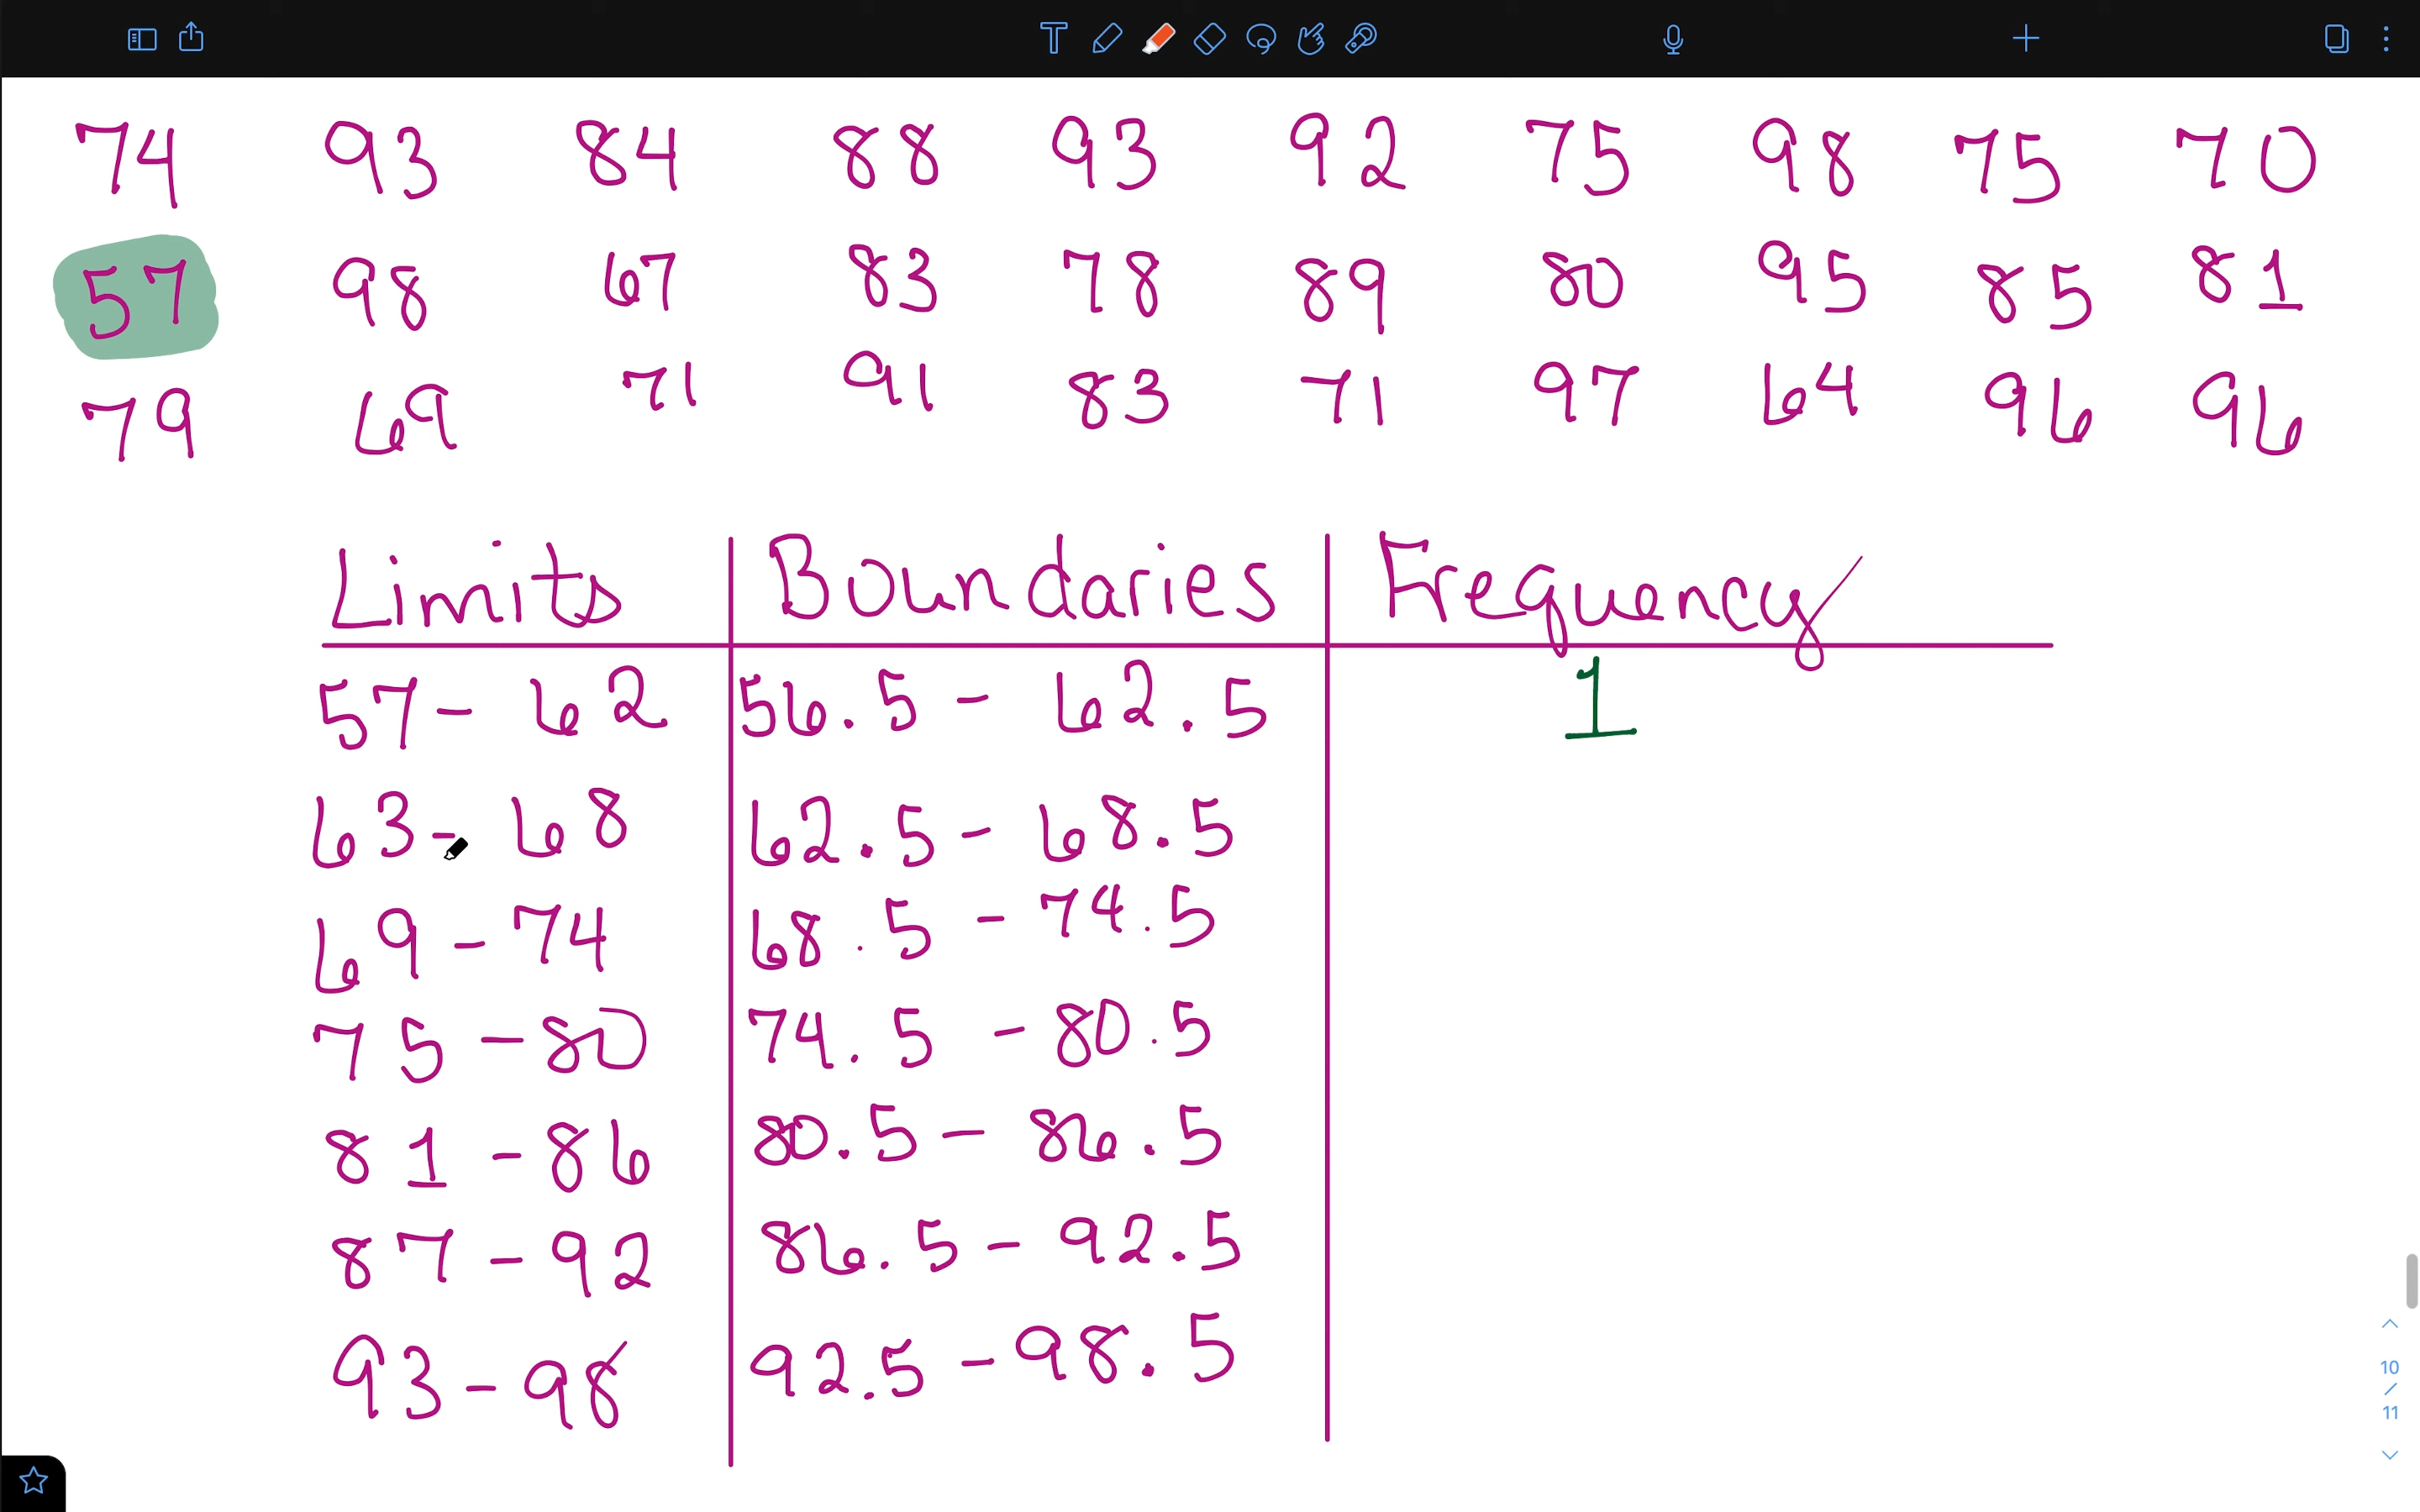 74 93 84 88 93 92 75 98 75 70
57 98 67 83 78 89 80 95 85 81
79 69 71 91 83 71 97 64 96 96
Limits Boundaries Frequency
57 - 62 56.5 - 62.5 1
63 - 68 62.5 - 68.5
69 - 74 68.5 - 74.5
75 - 80 74.5 - 80.5
81 - 86 80.5 - 86.5
87 - 92 86.5 - 92.5
93 - 98 92.5 - 98.5
10
/
11